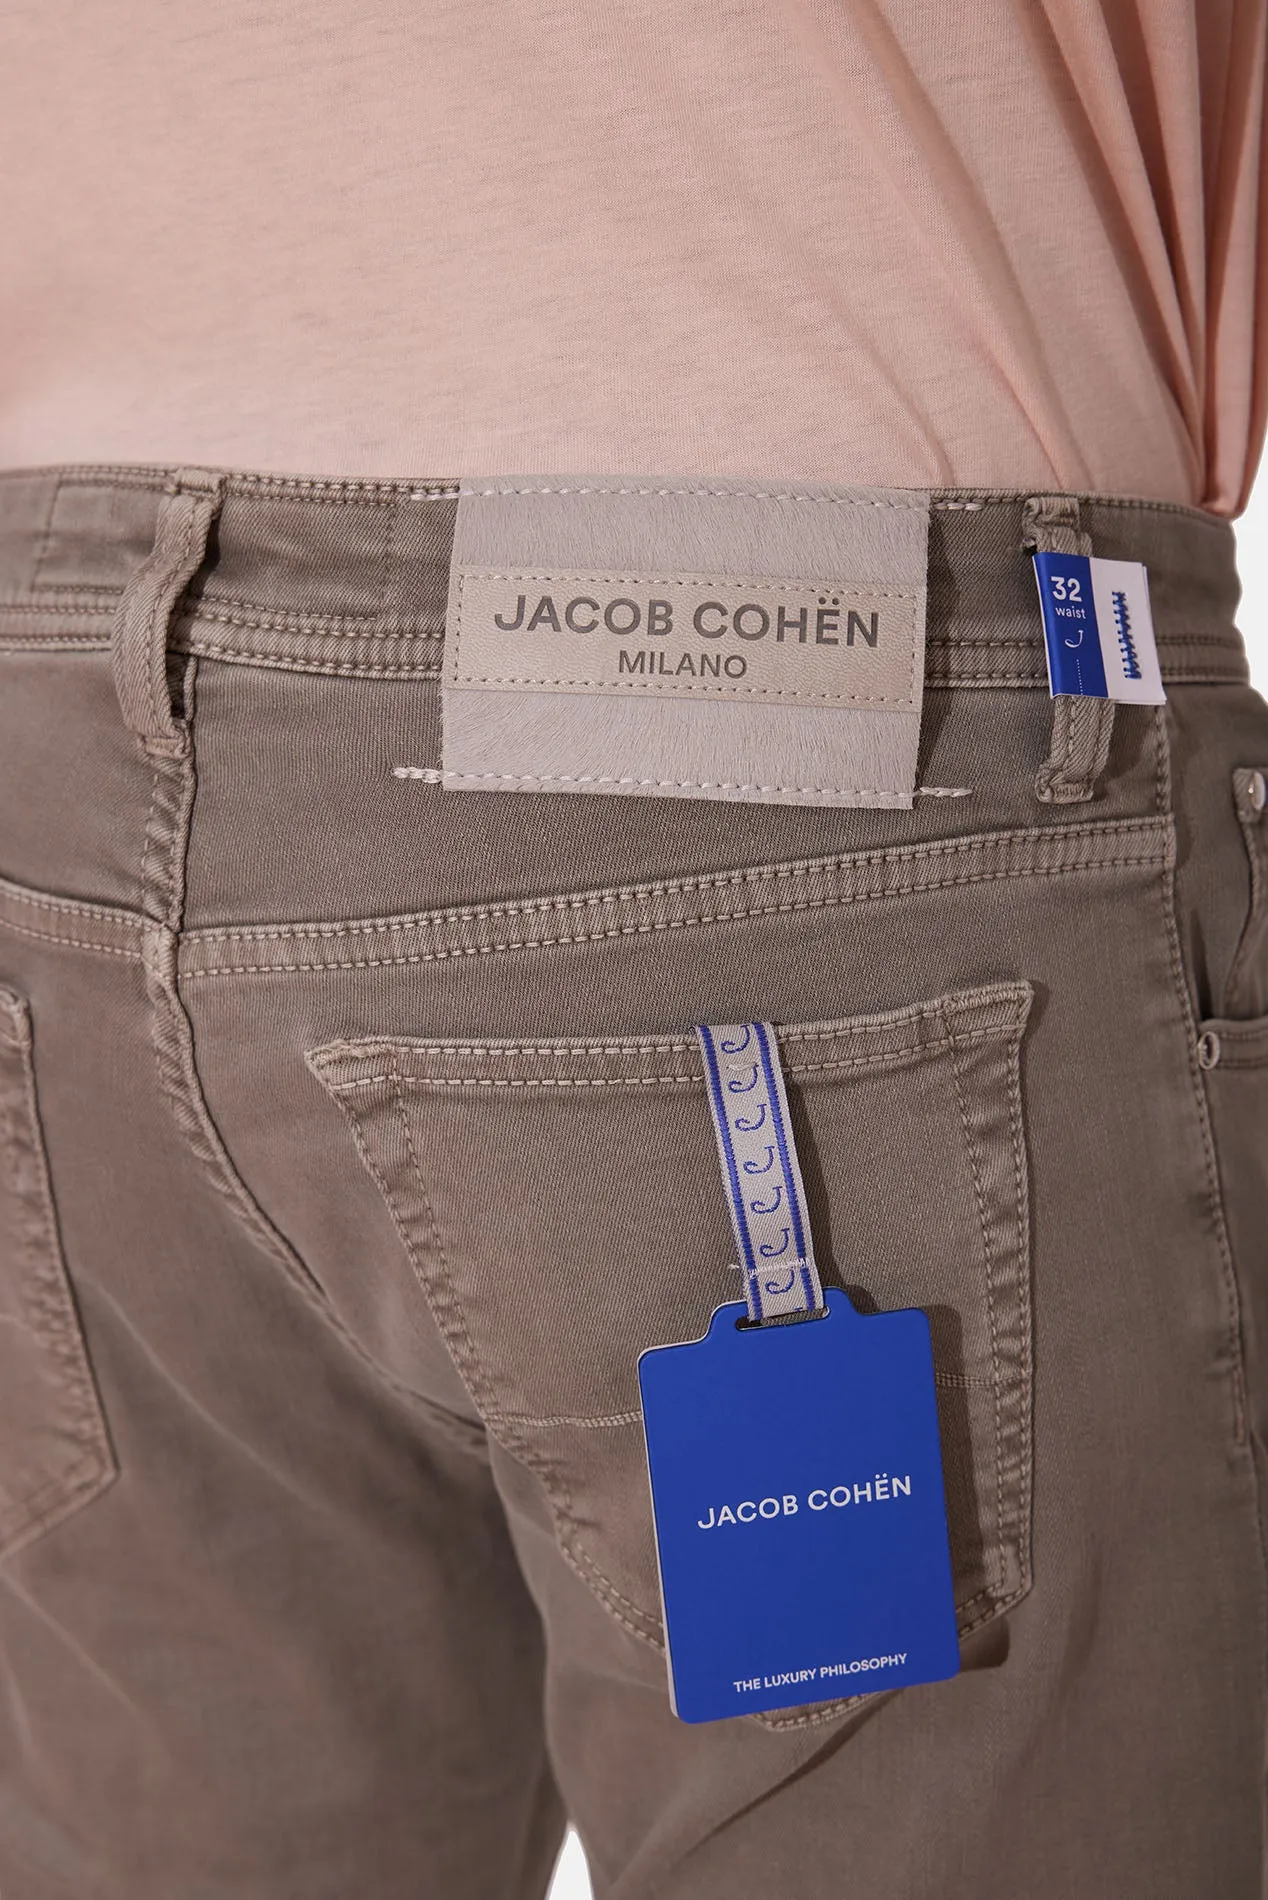 JACOB COHËN
MILANO
32
waist
JACOB COHËN
THE LUXURY PHILOSOPHY